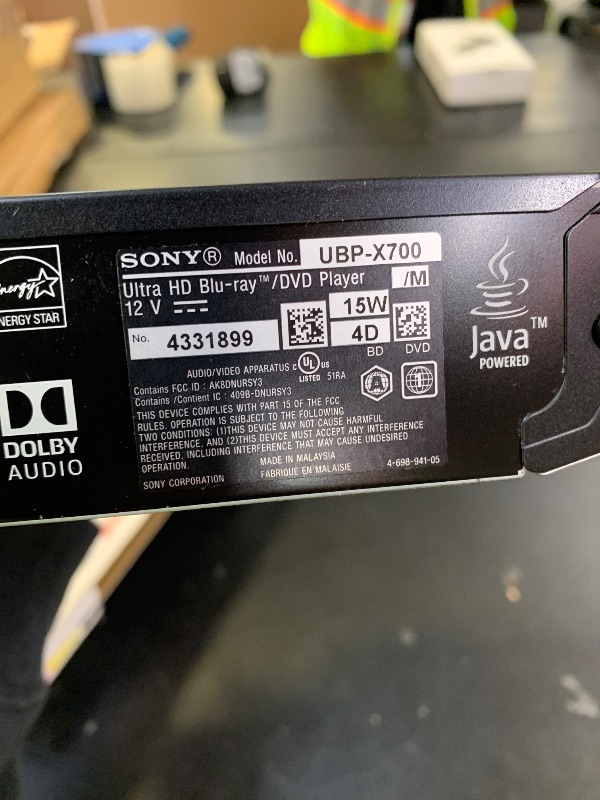 SONY® Model No. UBP-X700
Ultra HD Blu-ray™/DVD Player /M
12 V 15W
No. 4331899 4D
BD DVD
AUDIO/VIDEO APPARATUS C UL US LISTED 51RA
Contains FCC ID : AK8DNURSY3
Contains /Contient IC : 409B-DNURSY3
THIS DEVICE COMPLIES WITH PART 15 OF THE FCC
RULES. OPERATION IS SUBJECT TO THE FOLLOWING
TWO CONDITIONS: (1)THIS DEVICE MAY NOT CAUSE HARMFUL
INTERFERENCE, AND (2)THIS DEVICE MUST ACCEPT ANY INTERFERENCE
RECEIVED, INCLUDING INTERFERENCE THAT MAY CAUSE UNDESIRED
OPERATION.
MADE IN MALAYSIA
SONY CORPORATION FABRIQUE EN MALAISIE 4-698-941-05
energy
ENERGY STAR
DOLBY
AUDIO
Java™
POWERED